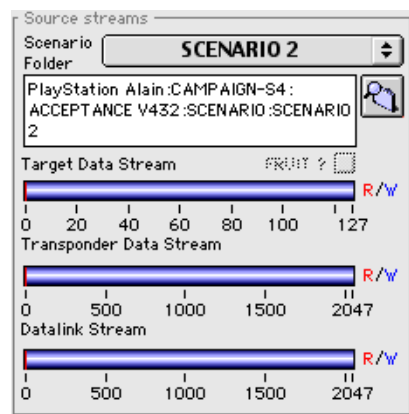 Source streams
Scenario Folder
SCENARIO 2
PlayStation Alain:CAMPAIGN-S4:
ACCEPTANCE V432:SCENARIO:SCENARIO
2
Target Data Stream FRUIT ?
R/W
0 20 40 60 80 100 127
Transponder Data Stream
R/W
0 500 1000 1500 2047
Datalink Stream
R/W
0 500 1000 1500 2047